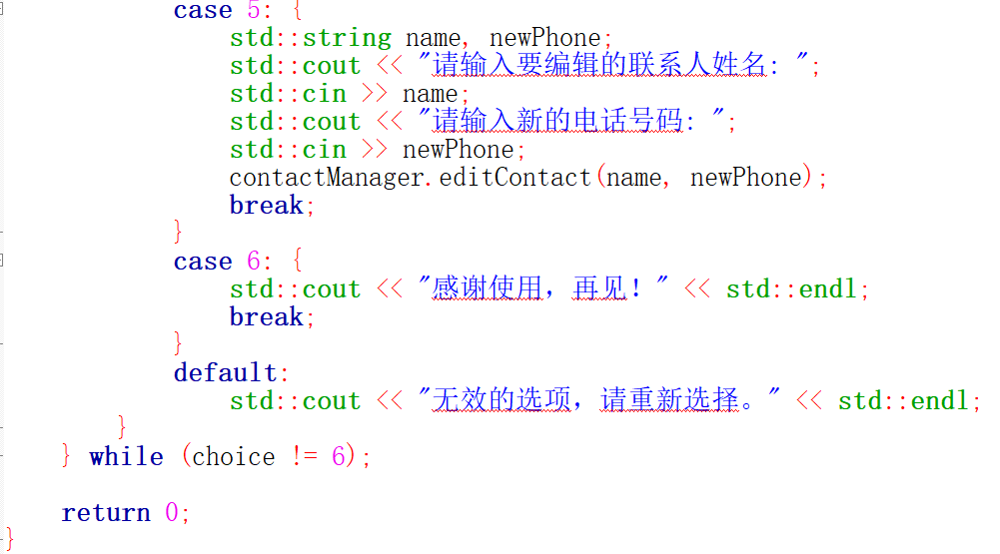 case 5: {
std::string name, newPhone;
std::cout << "请输入要编辑的联系人姓名: ";
std::cin >> name;
std::cout << "请输入新的电话号码: ";
std::cin >> newPhone;
contactManager.editContact(name, newPhone);
break;
}
case 6: {
std::cout << "感谢使用，再见！" << std::endl;
break;
}
default:
std::cout << "无效的选项，请重新选择。" << std::endl;
}
} while (choice != 6);
return 0;
}